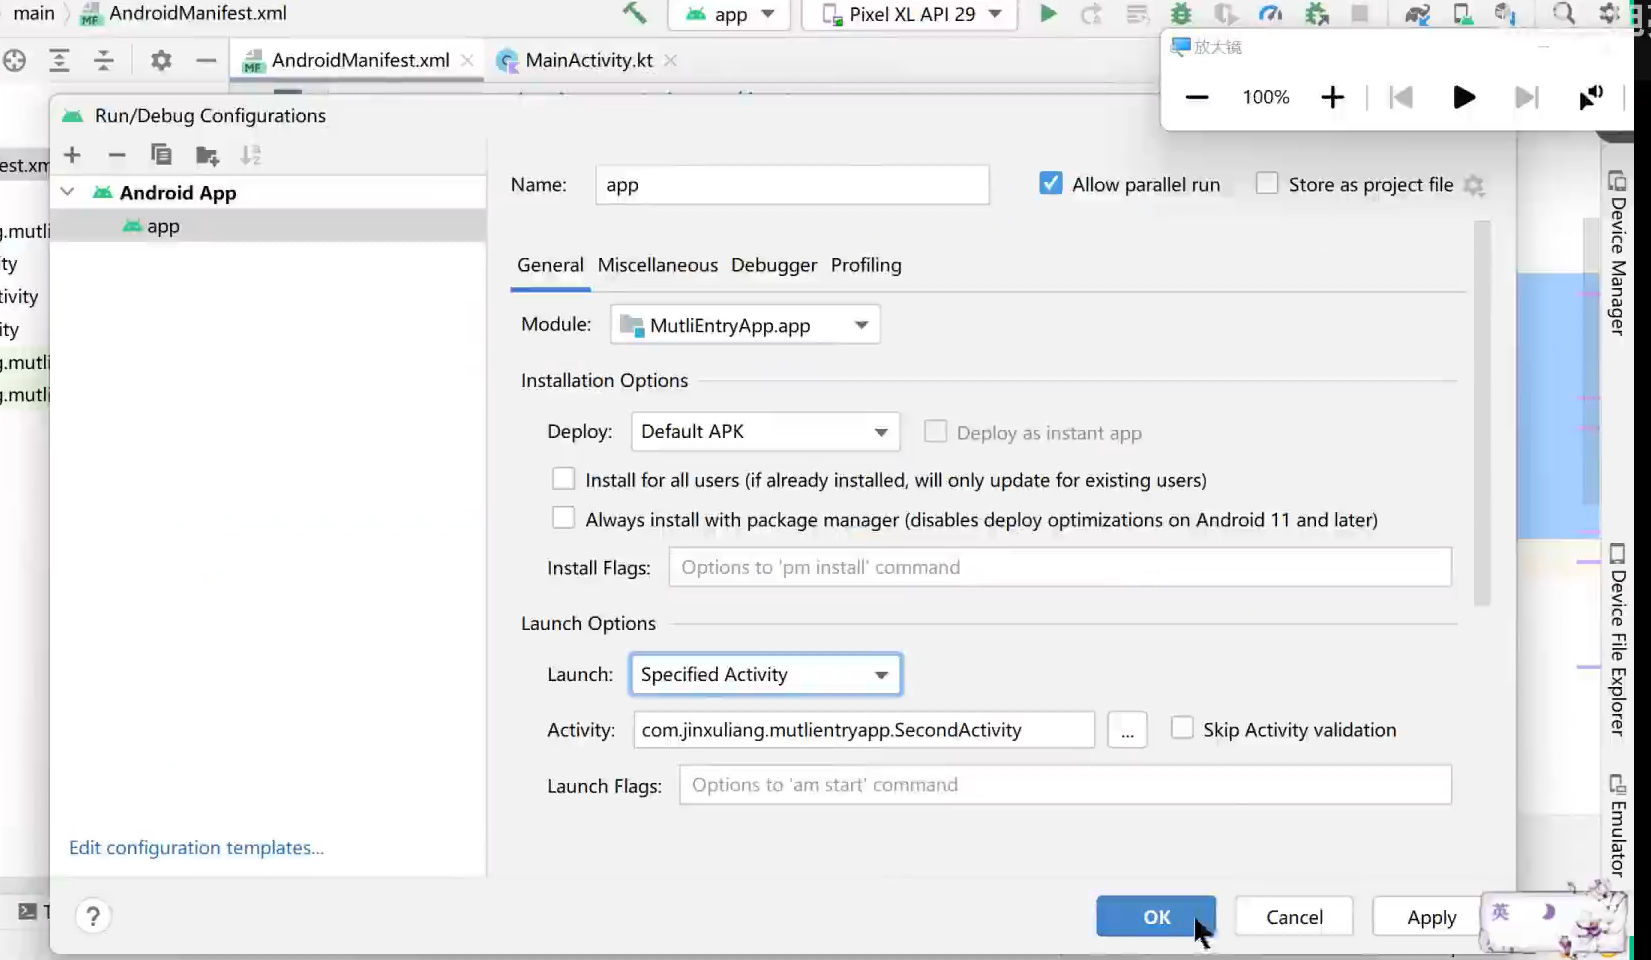 main AndroidManifest.xml app Pixel XL API 29
AndroidManifest.xml MainActivity.kt
放大镜
100%
Run/Debug Configurations
est.xm
Android App
app
g.mutli
ity
tivity
ity
g.mutli
g.mutli
Name: app Allow parallel run Store as project file
General Miscellaneous Debugger Profiling
Module: MutliEntryApp.app
Installation Options
Deploy: Default APK Deploy as instant app
Install for all users (if already installed, will only update for existing users)
Always install with package manager (disables deploy optimizations on Android 11 and later)
Install Flags: Options to 'pm install' command
Launch Options
Launch: Specified Activity
Activity: com.jinxuliang.mutlientryapp.SecondActivity ... Skip Activity validation
Launch Flags: Options to 'am start' command
Edit configuration templates...
? OK Cancel Apply
英
Device Manager
Device File Explorer
Emulator